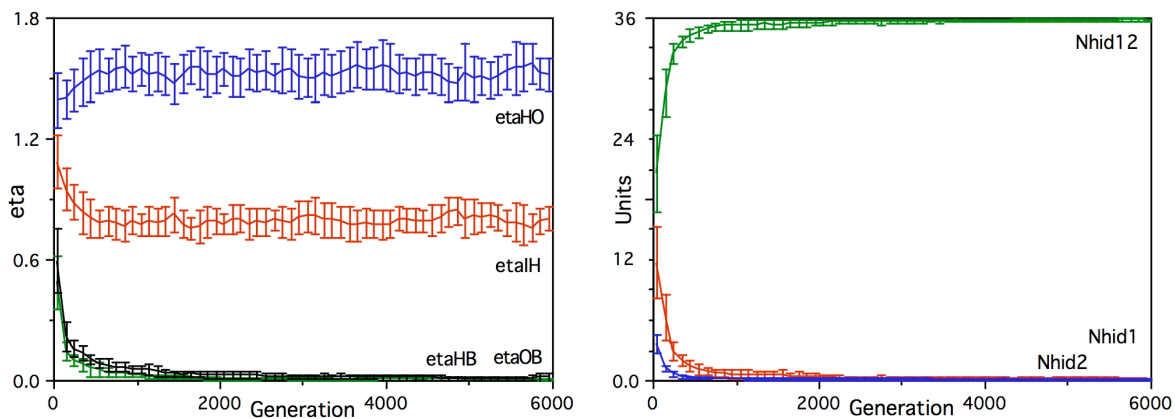 1.8
1.2
0.6
0.0
eta
etaHO
etaIH
etaHB
etaOB
0
2000
4000
6000
Generation
36
24
12
0.0
Units
Nhid12
Nhid1
Nhid2
0
2000
4000
6000
Generation